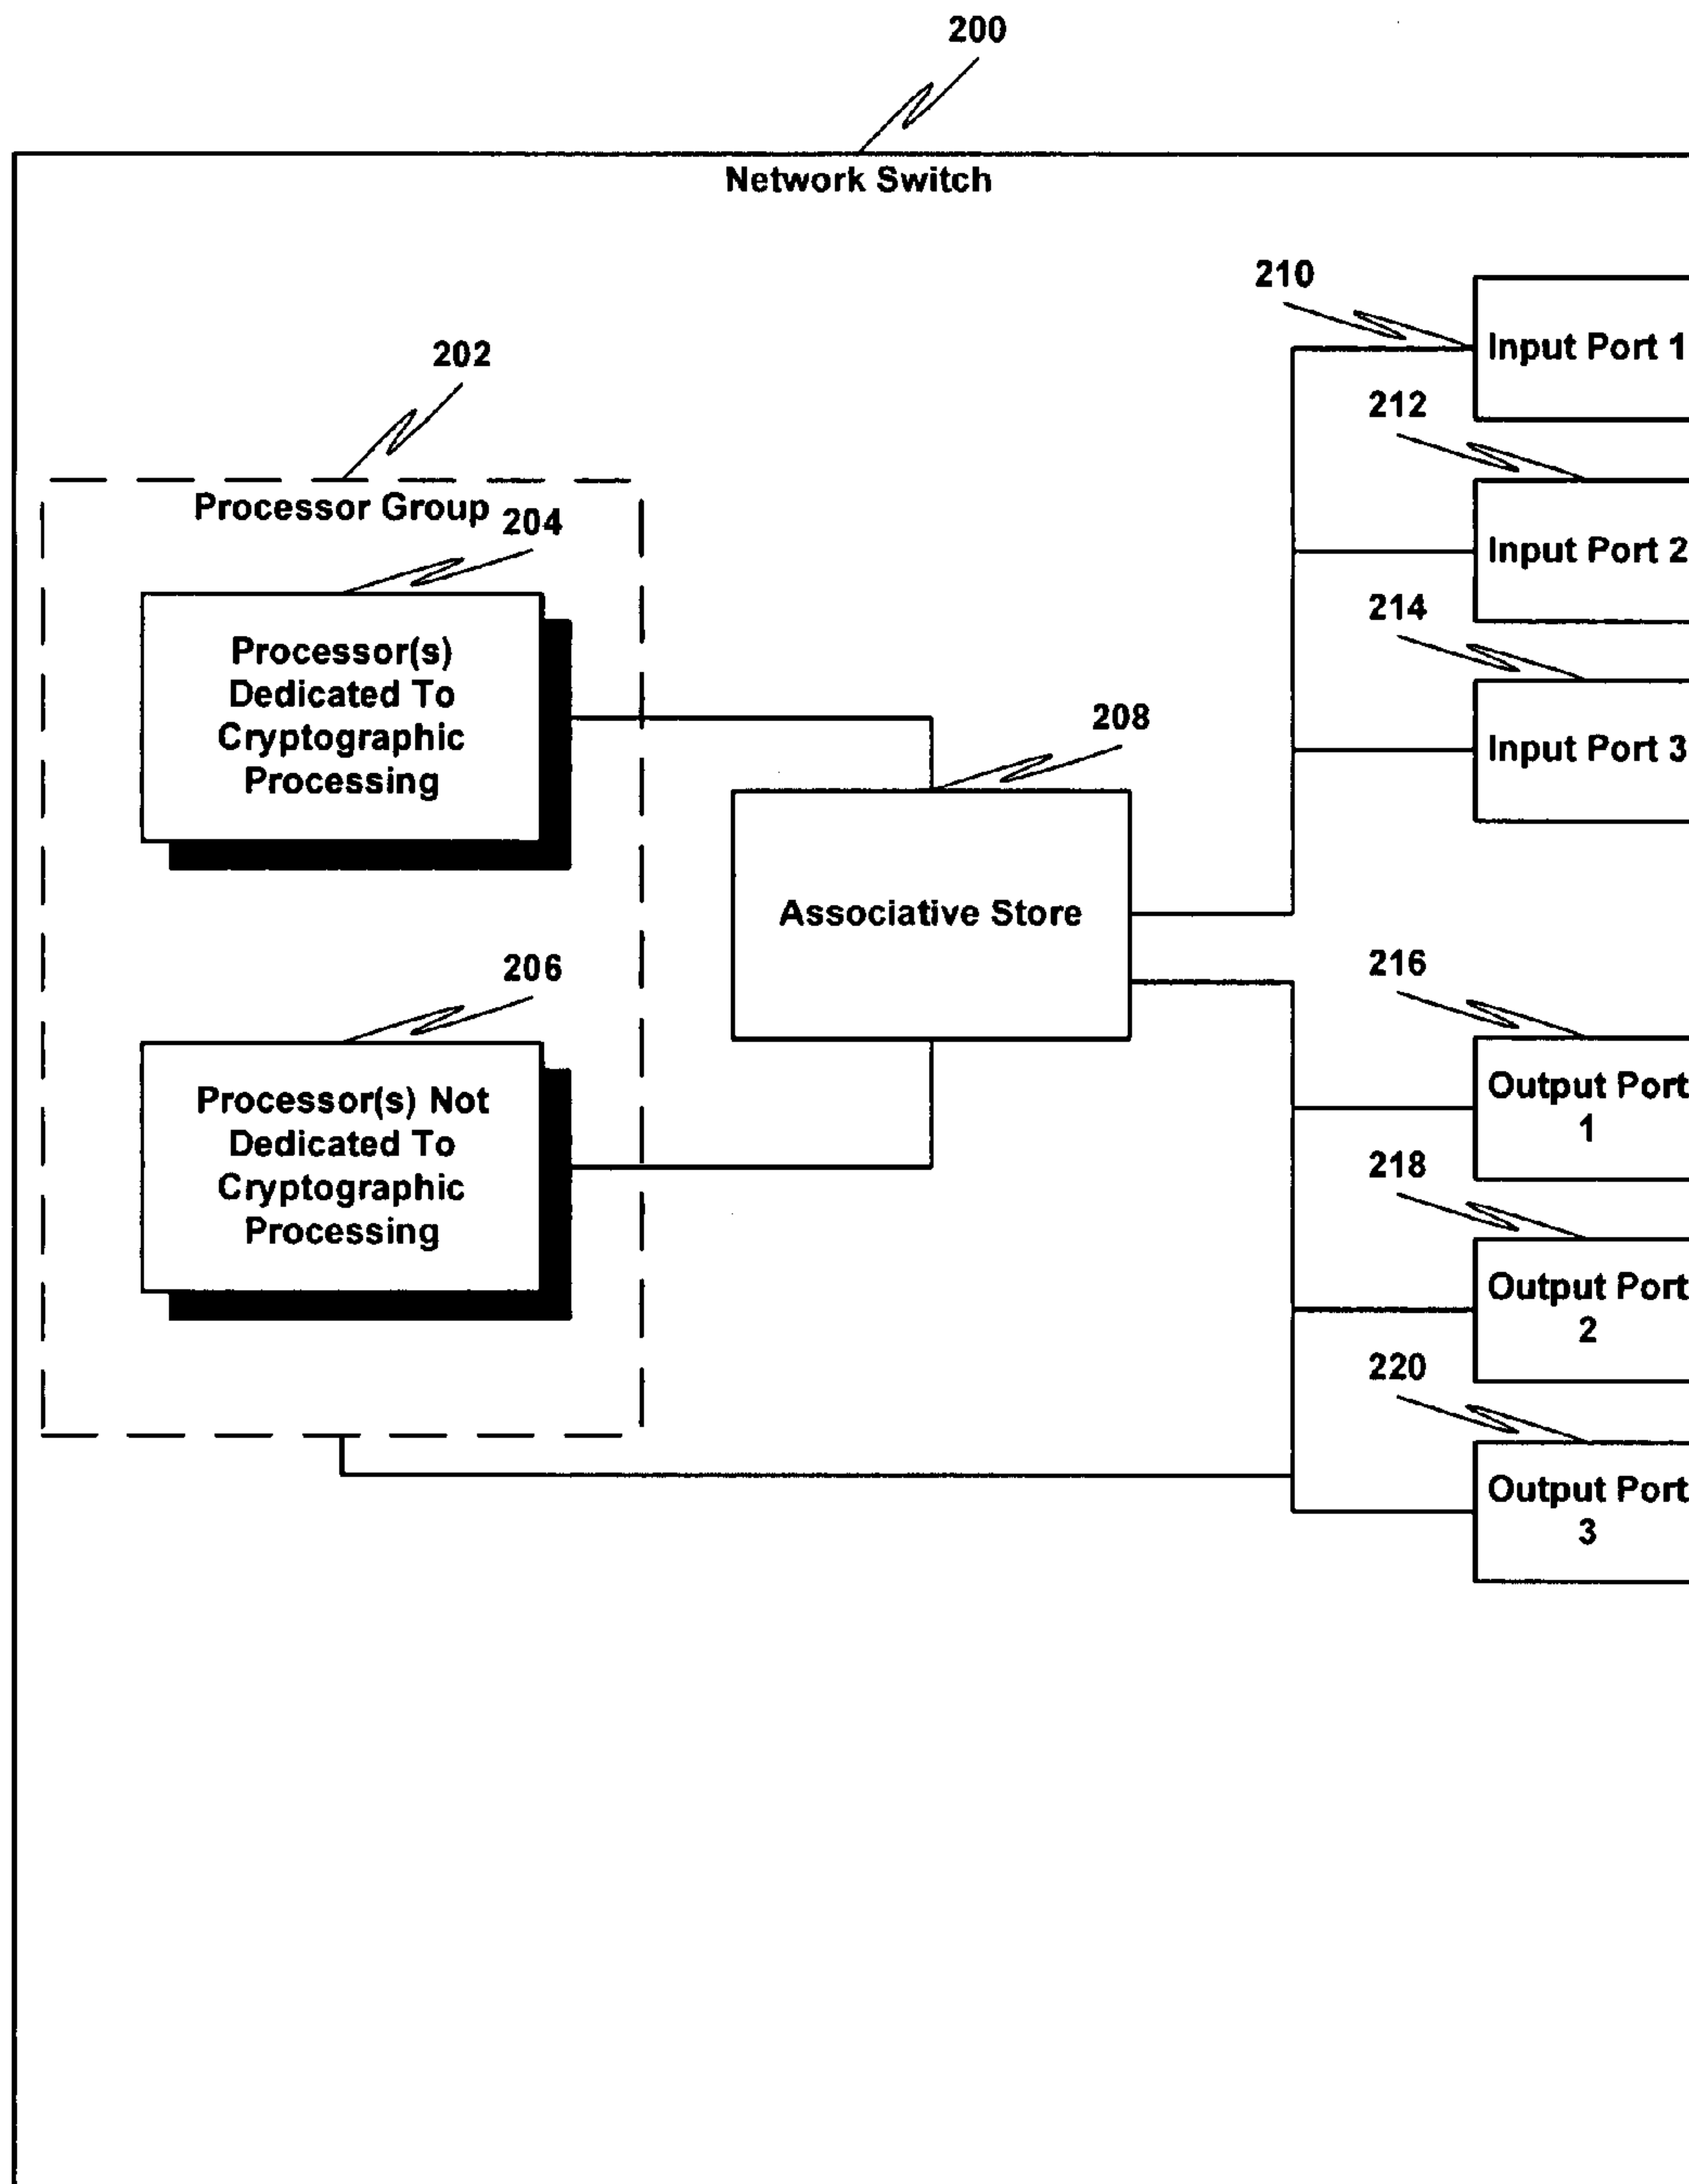 200
Network Switch
210
Input Port 1
202
212
Processor Group
204
Input Port 2
214
Processor(s)
Dedicated To
Cryptographic
Processing
208
Input Port 3
Associative Store
206
216
Processor(s) Not
Dedicated To
Cryptographic
Processing
Output Port
1
218
Output Port
2
220
Output Port
3